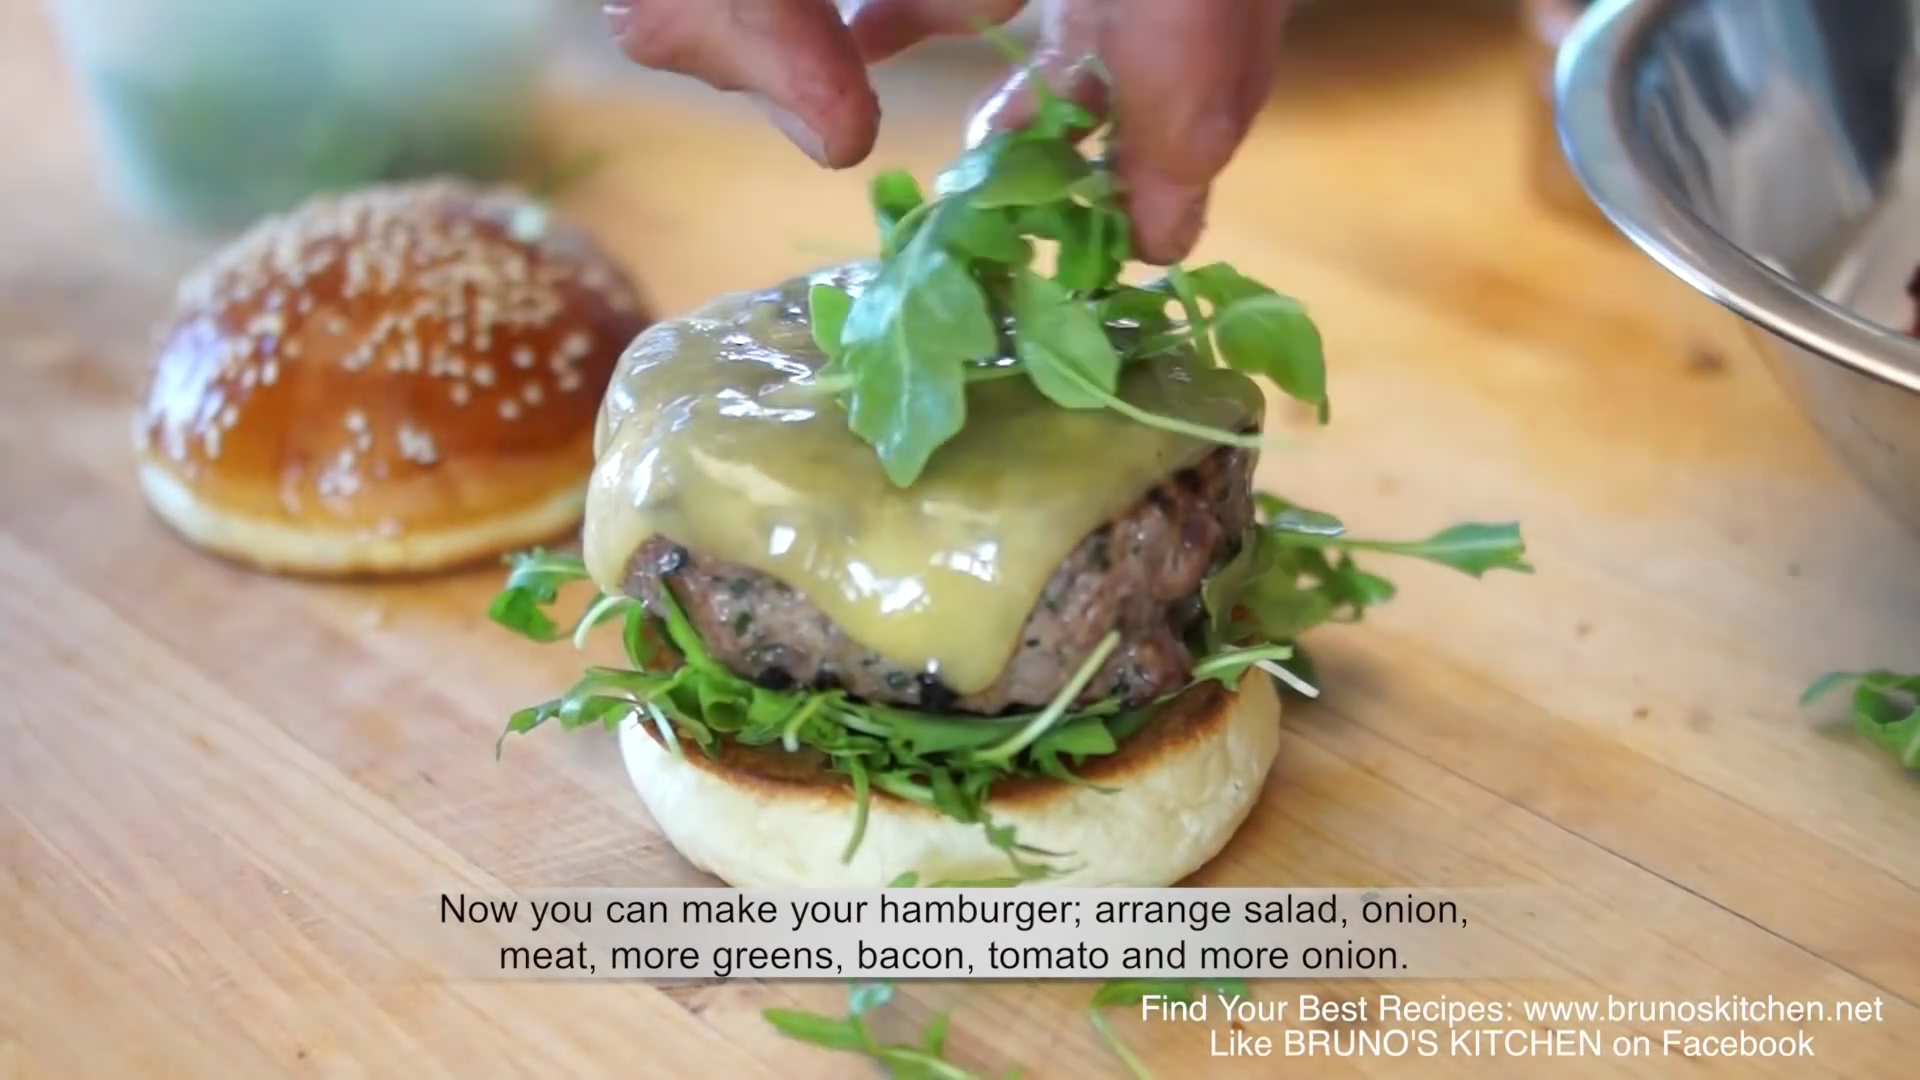 Now you can make your hamburger; arrange salad, onion,
meat, more greens, bacon, tomato and more onion.
Find Your Best Recipes: www.brunoskitchen.net
Like BRUNO'S KITCHEN on Facebook